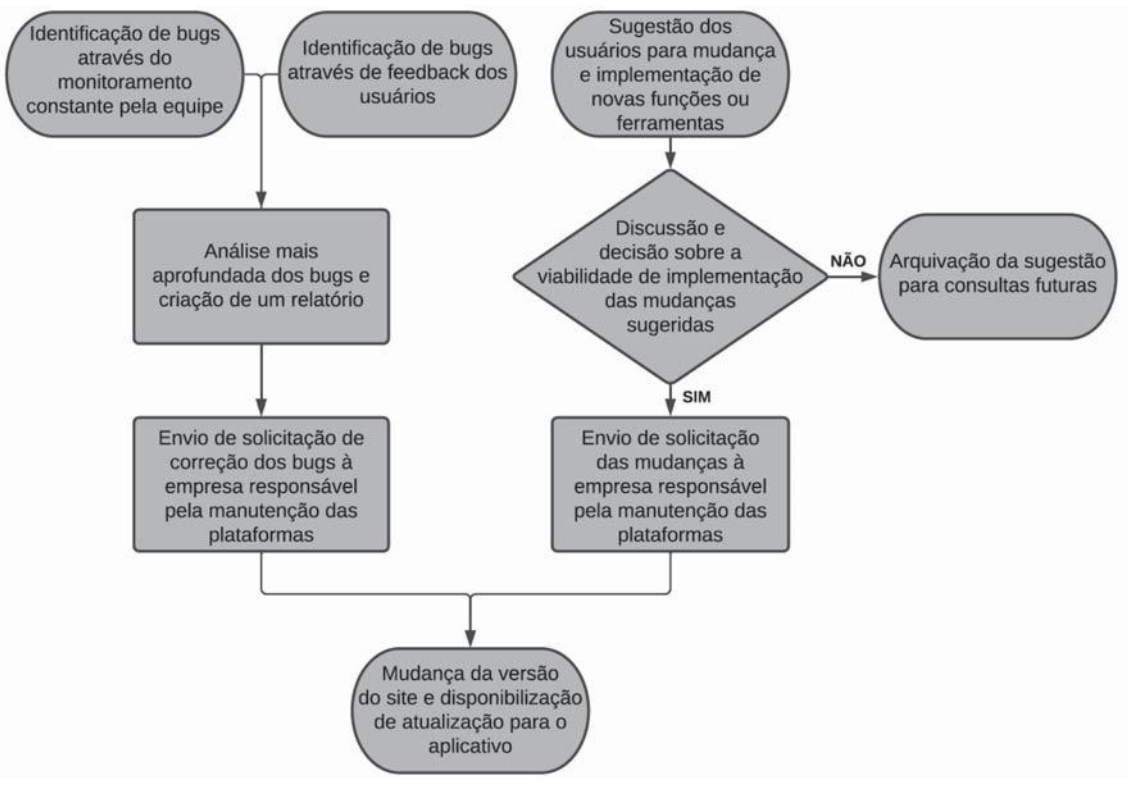 Identificação de bugs
através do
monitoramento
constante pela equipe
Identificação de bugs
através de feedback dos
usuários
Sugestão dos
usuários para mudança
e implementação de
novas funções ou
ferramentas
Análise mais
aprofundada dos bugs e
criação de um relatório
Discussão e
decisão sobre a
viabilidade de implementação
das mudanças
sugeridas
NÃO
Arquivação da sugestão
para consultas futuras
SIM
Envio de solicitação de
correção dos bugs à
empresa responsável
pela manutenção das
plataformas
Envio de solicitação
das mudanças à
empresa responsável
pela manutenção das
plataformas
Mudança da versão
do site e disponibilização
de atualização para o
aplicativo